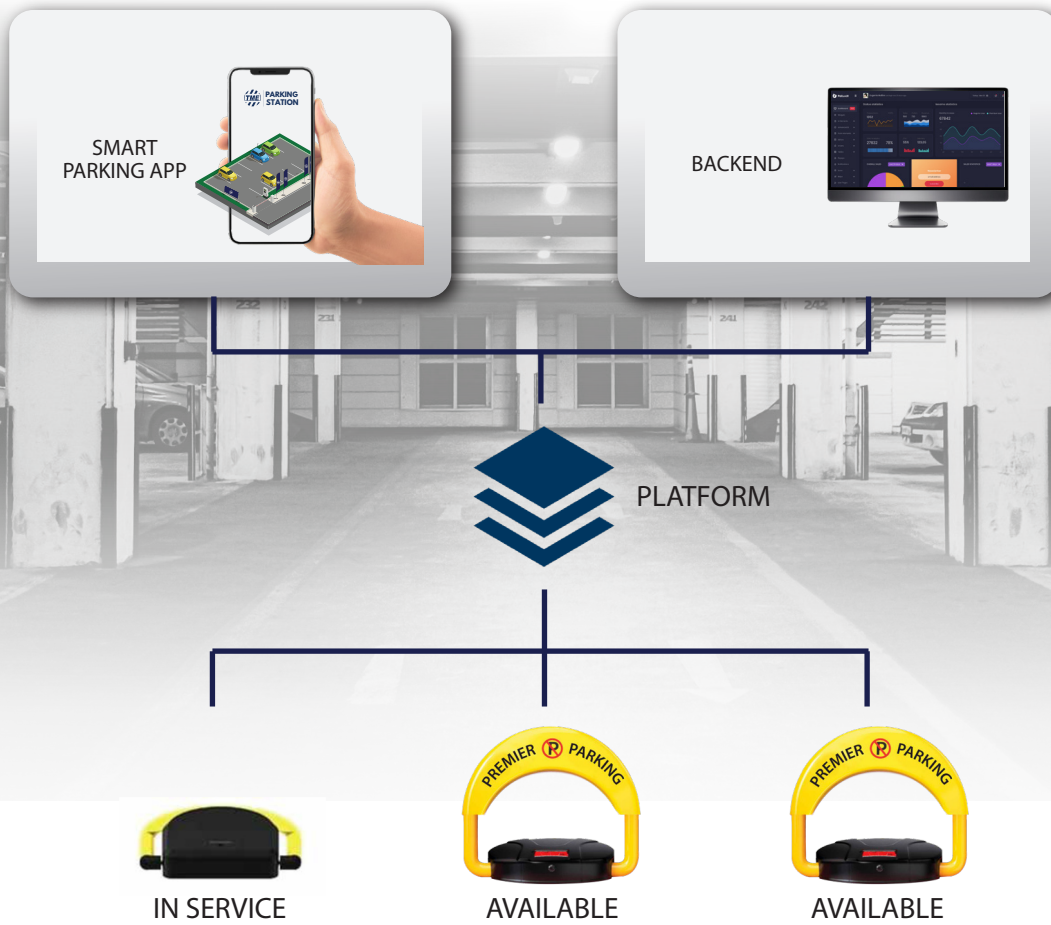 SMART
PARKING APP
TME PARKING
STATION
BACKEND
232
231
241
242
PLATFORM
PREMIER P PARKING
PREMIER P PARKING
IN SERVICE
AVAILABLE
AVAILABLE